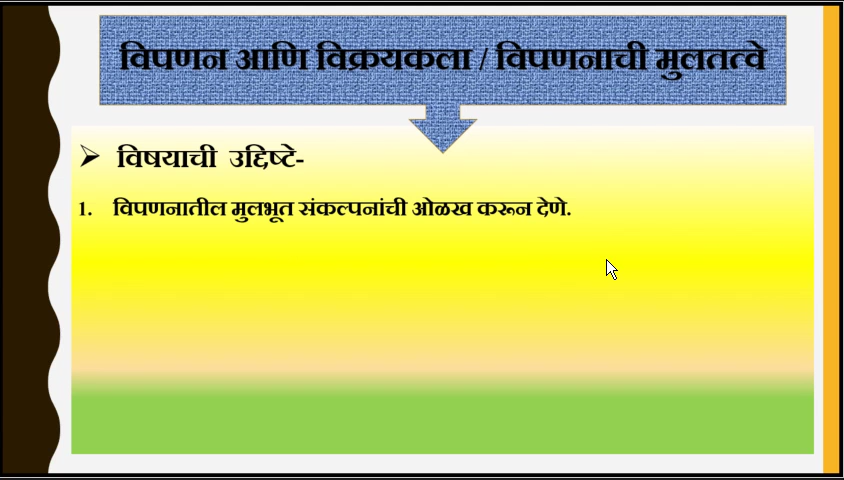 विपणन आणि विक्रयकला / विपणनाची मुलतत्वे
➢ विषयाची उद्दिष्टे-
1. विपणनातील मुलभूत संकल्पनांची ओळख करून देणे.